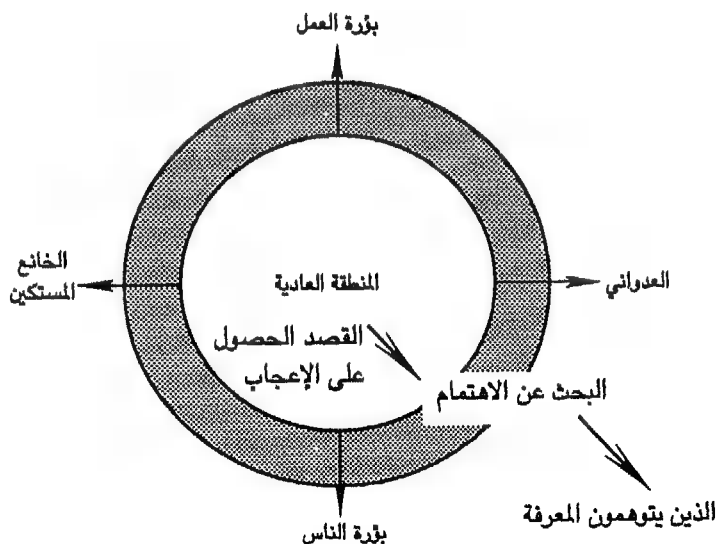 بؤرة العمل
الخانع
المستكين
العدواني
المنطقة العادية
القصد الحصول
على الإعجاب
البحث عن الاهتمام
الذين يتوهمون المعرفة
بؤرة الناس